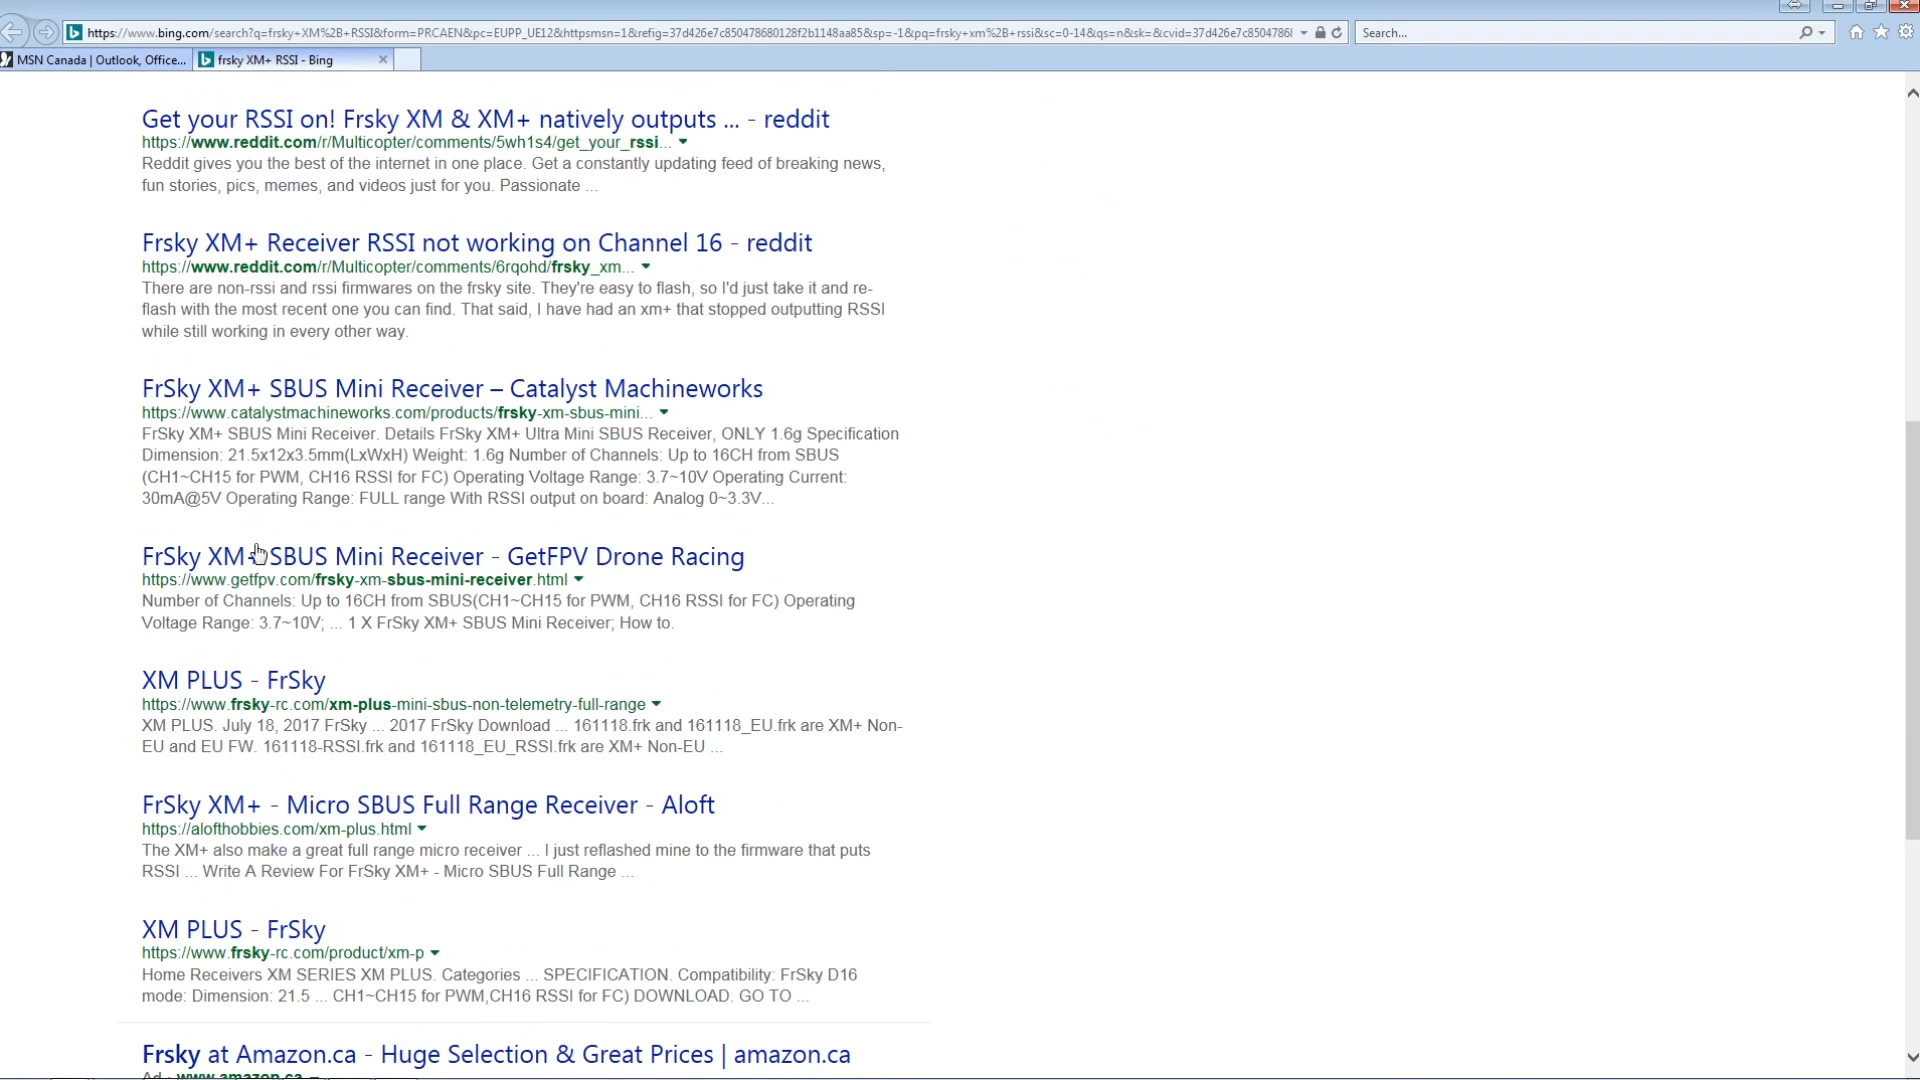 https://www.bing.com/search?q=frsky+XM%2B+RSSI&form=PRCAEN&pc=EUPP_UE12&httpsmsn=1&refig=37d426e7c850478680128f2b1148aa85&sp=-1&pq=frsky+xm%2B+rssi&sc=0-14&qs=n&sk=&cvid=37d426e7c8504786 Search...
MSN Canada | Outlook, Office... frsky XM+ RSSI - Bing
Get your RSSI on! Frsky XM & XM+ natively outputs ... - reddit
https://www.reddit.com/r/Multicopter/comments/5wh1s4/get_your_rssi...
Reddit gives you the best of the internet in one place. Get a constantly updating feed of breaking news,
fun stories, pics, memes, and videos just for you. Passionate ...
Frsky XM+ Receiver RSSI not working on Channel 16 - reddit
https://www.reddit.com/r/Multicopter/comments/6rqohd/frsky_xm...
There are non-rssi and rssi firmwares on the frsky site. They're easy to flash, so I'd just take it and re-
flash with the most recent one you can find. That said, I have had an xm+ that stopped outputting RSSI
while still working in every other way.
FrSky XM+ SBUS Mini Receiver – Catalyst Machineworks
https://www.catalystmachineworks.com/products/frsky-xm-sbus-mini...
FrSky XM+ SBUS Mini Receiver. Details FrSky XM+ Ultra Mini SBUS Receiver, ONLY 1.6g Specification
Dimension: 21.5x12x3.5mm(LxWxH) Weight: 1.6g Number of Channels: Up to 16CH from SBUS
(CH1~CH15 for PWM, CH16 RSSI for FC) Operating Voltage Range: 3.7~10V Operating Current:
30mA@5V Operating Range: FULL range With RSSI output on board: Analog 0~3.3V...
FrSky XM+ SBUS Mini Receiver - GetFPV Drone Racing
https://www.getfpv.com/frsky-xm-sbus-mini-receiver.html
Number of Channels: Up to 16CH from SBUS(CH1~CH15 for PWM, CH16 RSSI for FC) Operating
Voltage Range: 3.7~10V; ... 1 X FrSky XM+ SBUS Mini Receiver; How to.
XM PLUS - FrSky
https://www.frsky-rc.com/xm-plus-mini-sbus-non-telemetry-full-range
XM PLUS. July 18, 2017 FrSky ... 2017 FrSky Download ... 161118.frk and 161118_EU.frk are XM+ Non-
EU and EU FW. 161118-RSSI.frk and 161118_EU_RSSI.frk are XM+ Non-EU ...
FrSky XM+ - Micro SBUS Full Range Receiver - Aloft
https://alofthobbies.com/xm-plus.html
The XM+ also make a great full range micro receiver ... I just reflashed mine to the firmware that puts
RSSI ... Write A Review For FrSky XM+ - Micro SBUS Full Range ...
XM PLUS - FrSky
https://www.frsky-rc.com/product/xm-p
Home Receivers XM SERIES XM PLUS. Categories ... SPECIFICATION. Compatibility: FrSky D16
mode: Dimension: 21.5 ... CH1~CH15 for PWM,CH16 RSSI for FC) DOWNLOAD. GO TO ...
Frsky at Amazon.ca - Huge Selection & Great Prices | amazon.ca
Ad · www.amazon.ca